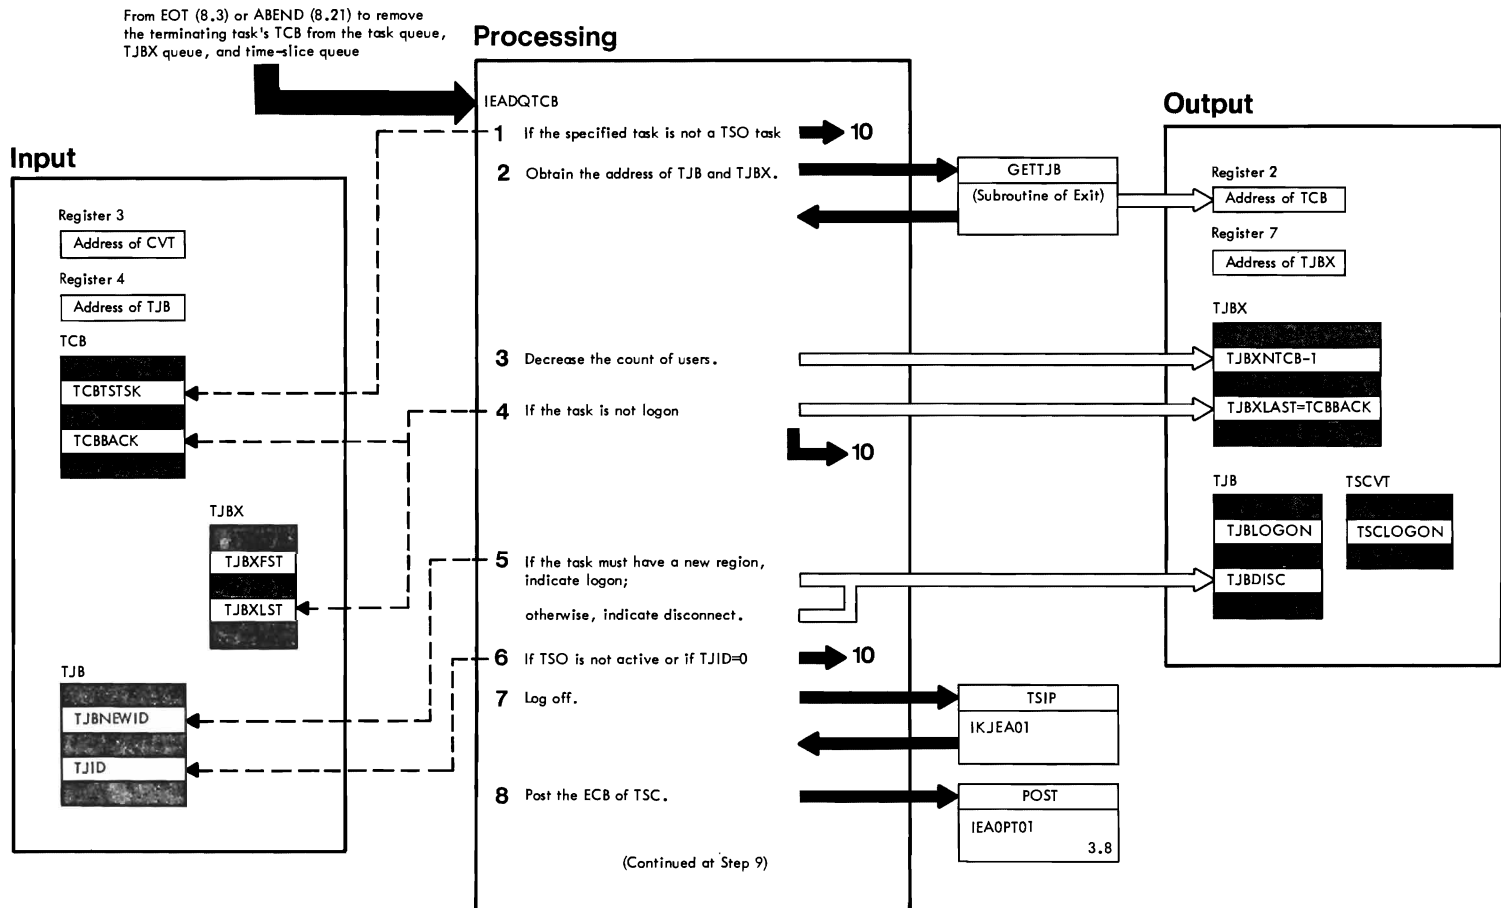 From EOT (8.3) or ABEND (8.21) to remove
the terminating task's TCB from the task queue,
TJBX queue, and time-slice queue
Processing
IEADQTCB
1 If the specified task is not a TSO task 10
2 Obtain the address of TJB and TJBX.
GETTJB
(Subroutine of Exit)
3 Decrease the count of users.
4 If the task is not logon
10
5 If the task must have a new region,
indicate logon;
otherwise, indicate disconnect.
6 If TSO is not active or if TJID=0 10
7 Log off.
TSIP
IKJEA01
8 Post the ECB of TSC.
POST
IEA0PT01
3.8
(Continued at Step 9)
Input
Register 3
Address of CVT
Register 4
Address of TJB
TCB
TCBTSTSK
TCBBACK
TJBX
TJBXFST
TJBXLST
TJB
TJBNEWID
TJID
Output
Register 2
Address of TCB
Register 7
Address of TJBX
TJBX
TJBXNTCB-1
TJBXLAST=TCBBACK
TJB
TJBLOGON
TJBDISC
TSCVT
TSCLOGON